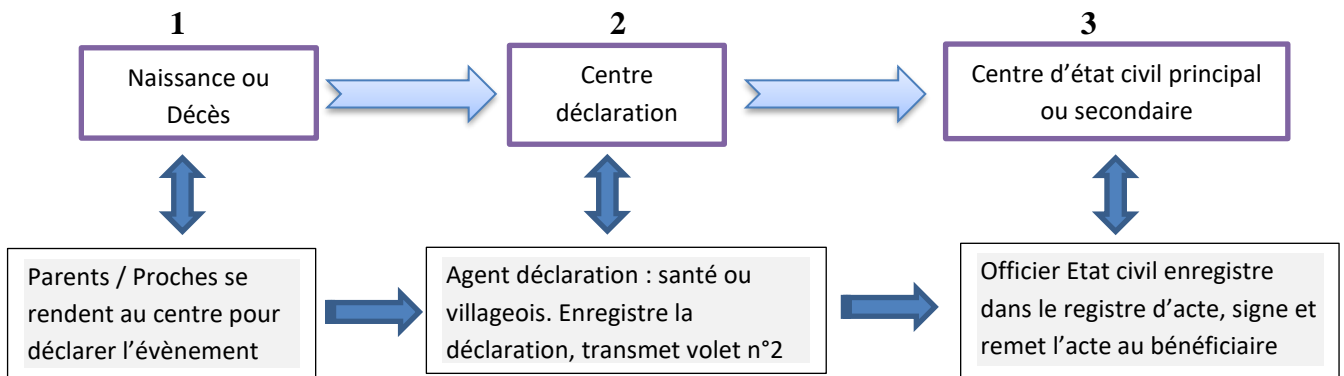 1
Naissance ou
Décès
2
Centre
déclaration
3
Centre d’état civil principal
ou secondaire
Parents / Proches se
rendent au centre pour
déclarer l’évènement
Agent déclaration : santé ou
villageois. Enregistre la
déclaration, transmet volet n°2
Officier Etat civil enregistre
dans le registre d’acte, signe et
remet l’acte au bénéficiaire